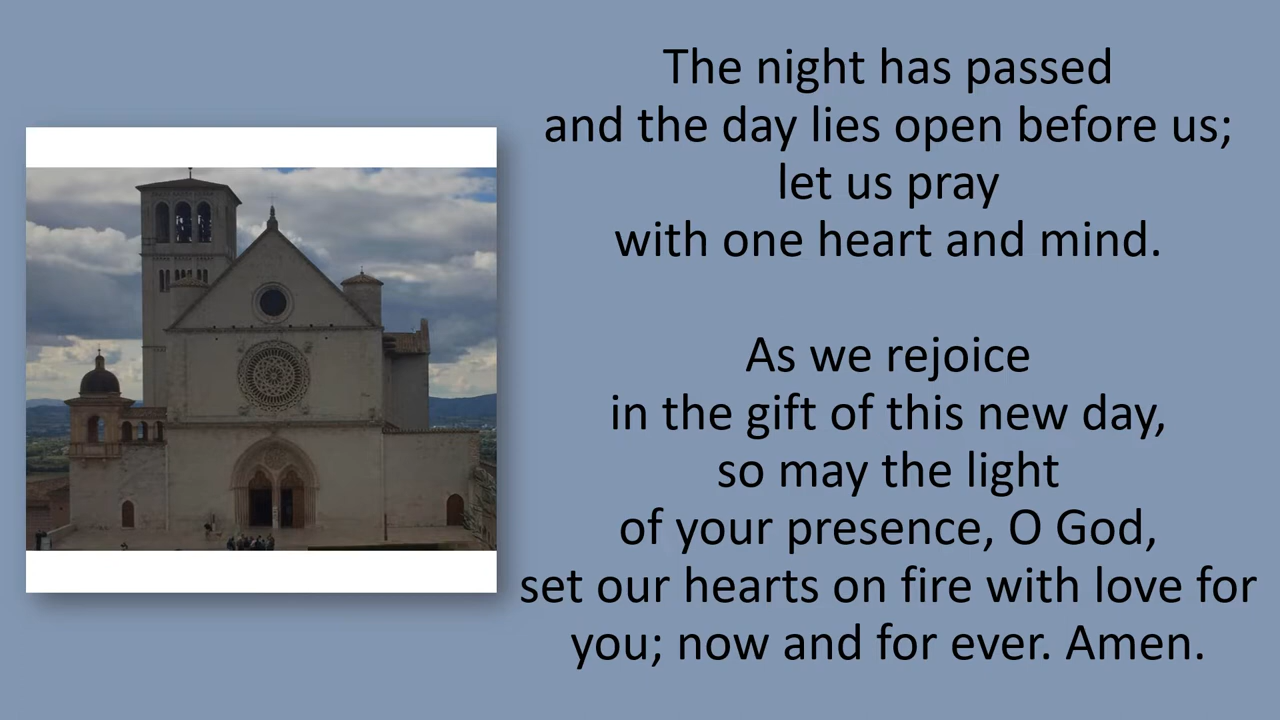 The night has passed
and the day lies open before us;
let us pray
with one heart and mind.
As we rejoice
in the gift of this new day,
so may the light
of your presence, O God,
set our hearts on fire with love for
you; now and for ever. Amen.